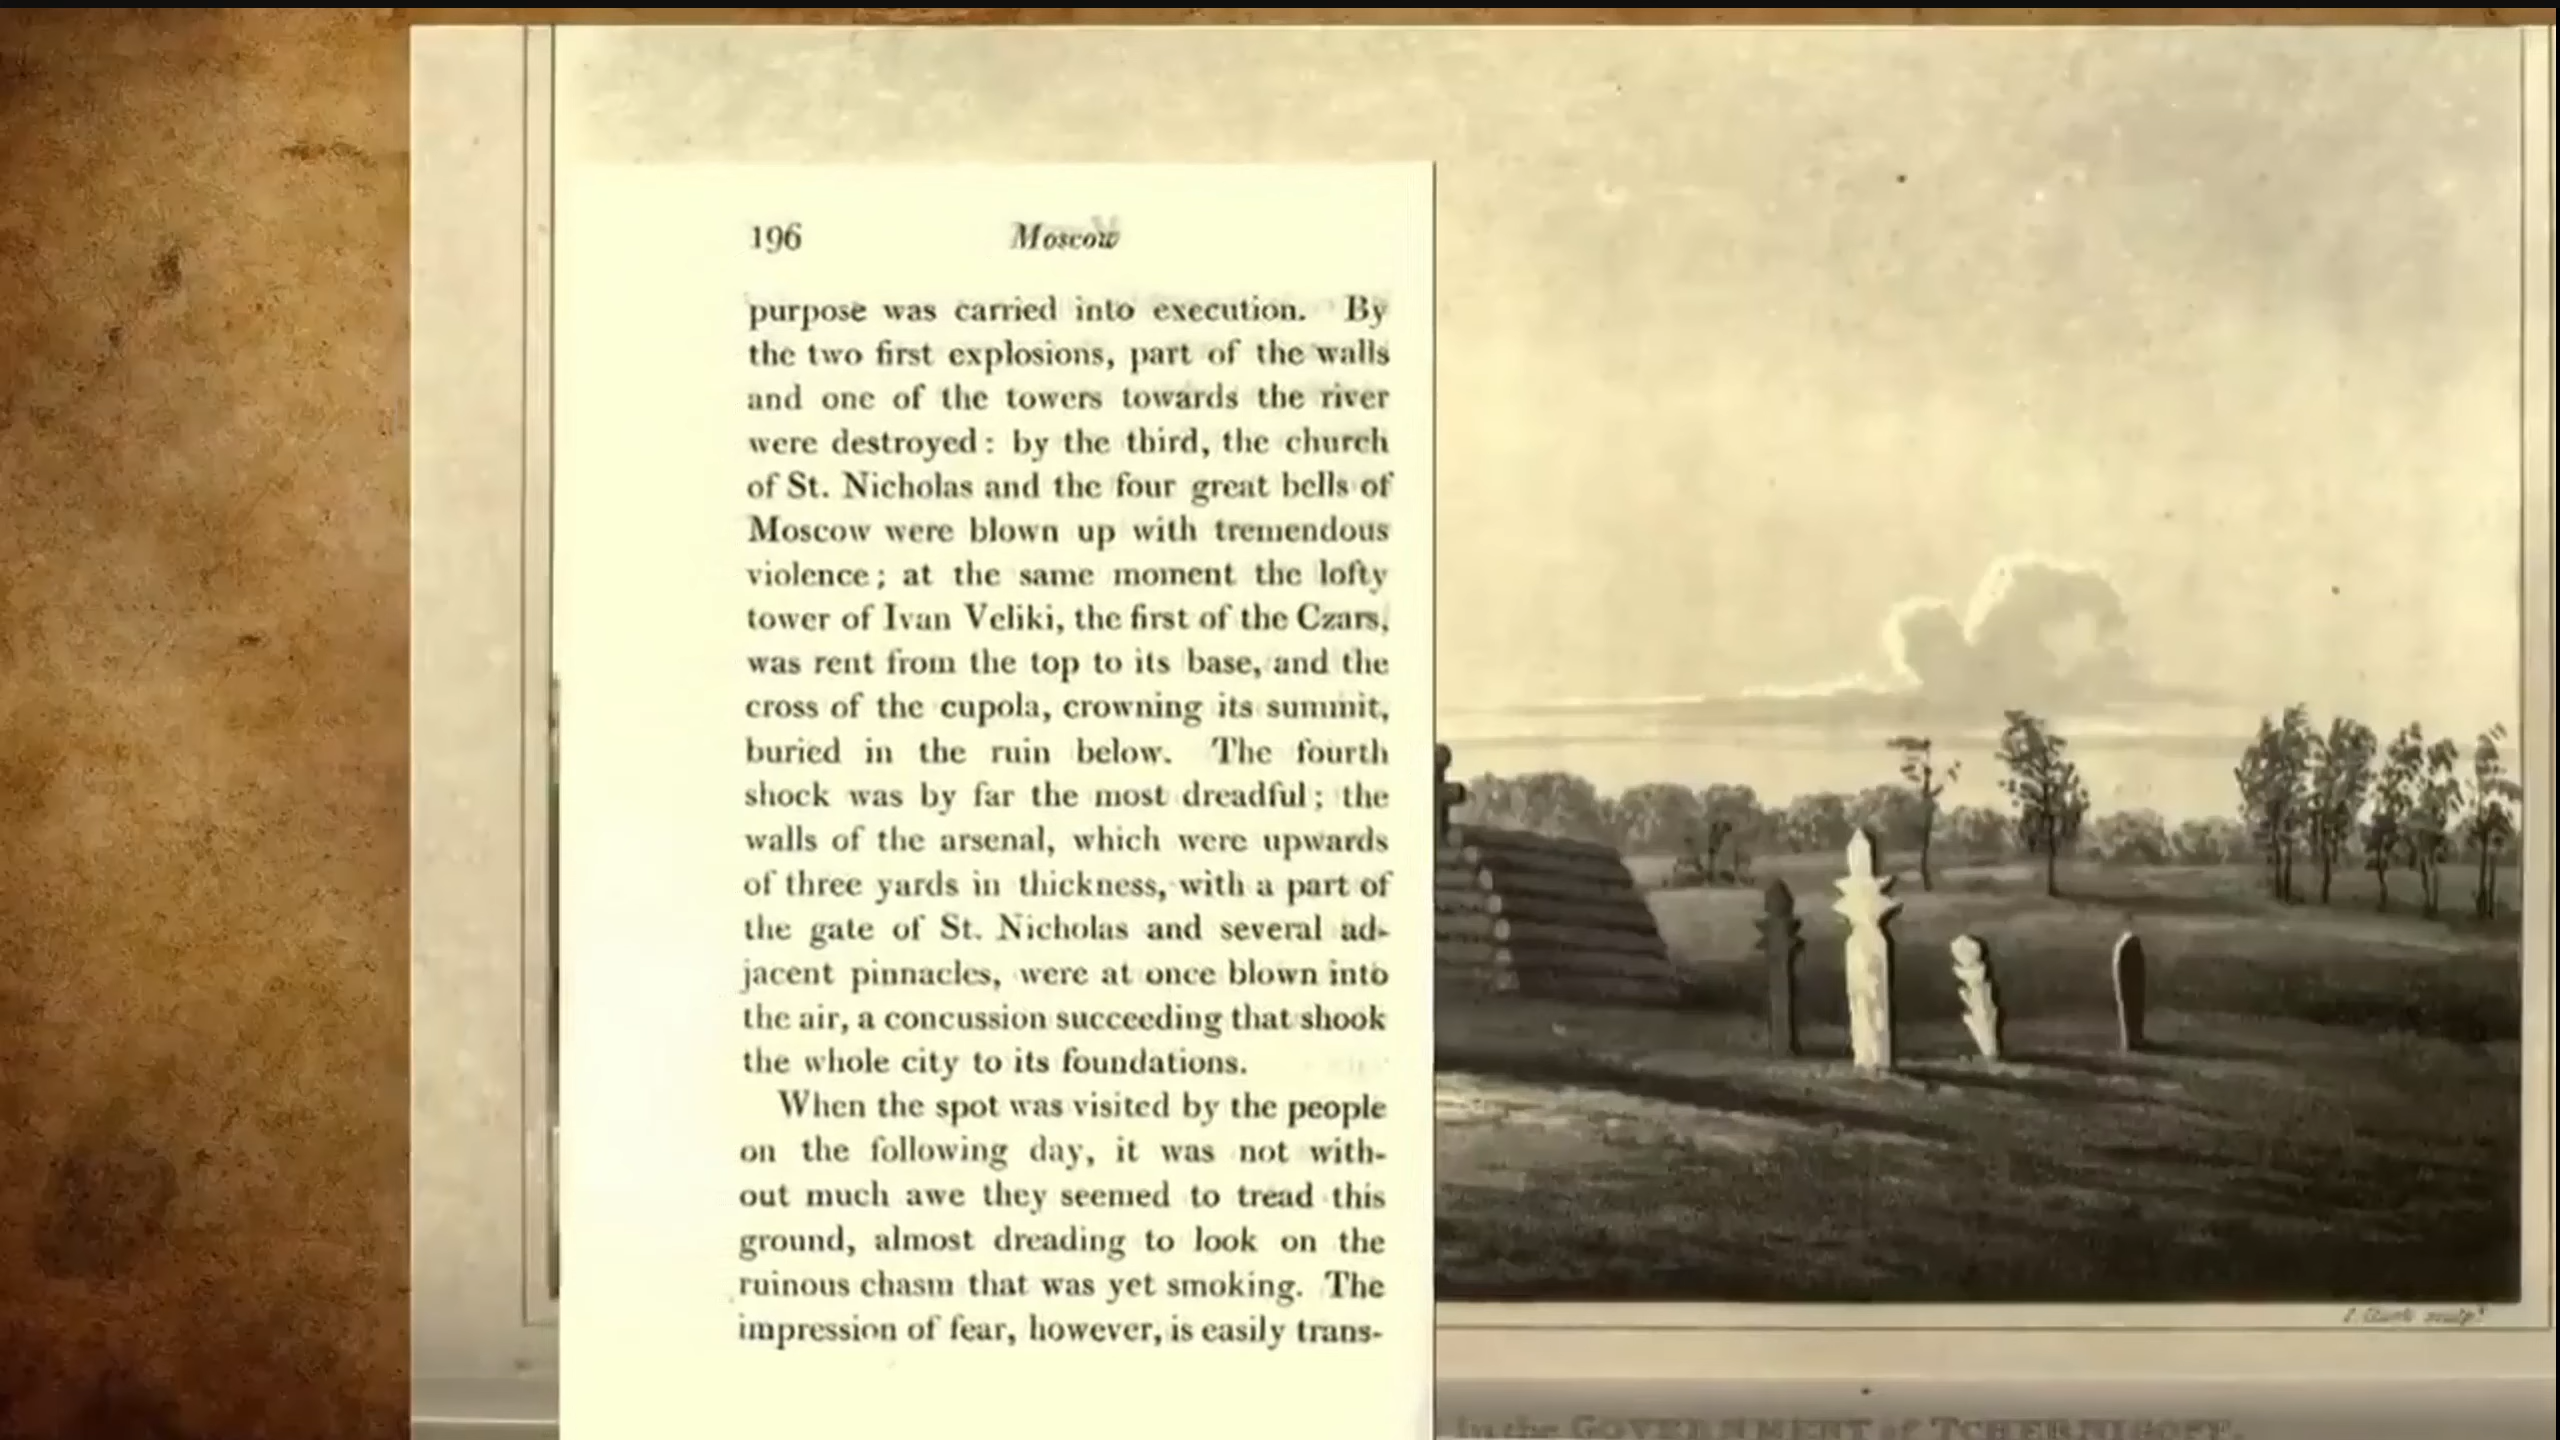 196 Moscow
purpose was carried into execution. By
the two first explosions, part of the walls
and one of the towers towards the river
were destroyed: by the third, the church
of St. Nicholas and the four great bells of
Moscow were blown up with tremendous
violence; at the same moment the lofty
tower of Ivan Veliki, the first of the Czars,
was rent from the top to its base, and the
cross of the cupola, crowning its summit,
buried in the ruin below. The fourth
shock was by far the most dreadful; the
walls of the arsenal, which were upwards
of three yards in thickness, with a part of
the gate of St. Nicholas and several ad-
jacent pinnacles, were at once blown into
the air, a concussion succeeding that shook
the whole city to its foundations.
When the spot was visited by the people
on the following day, it was not with-
out much awe they seemed to tread this
ground, almost dreading to look on the
ruinous chasm that was yet smoking. The
impression of fear, however, is easily trans-
in the GOVERNMENT of TCHERNIGOFF.